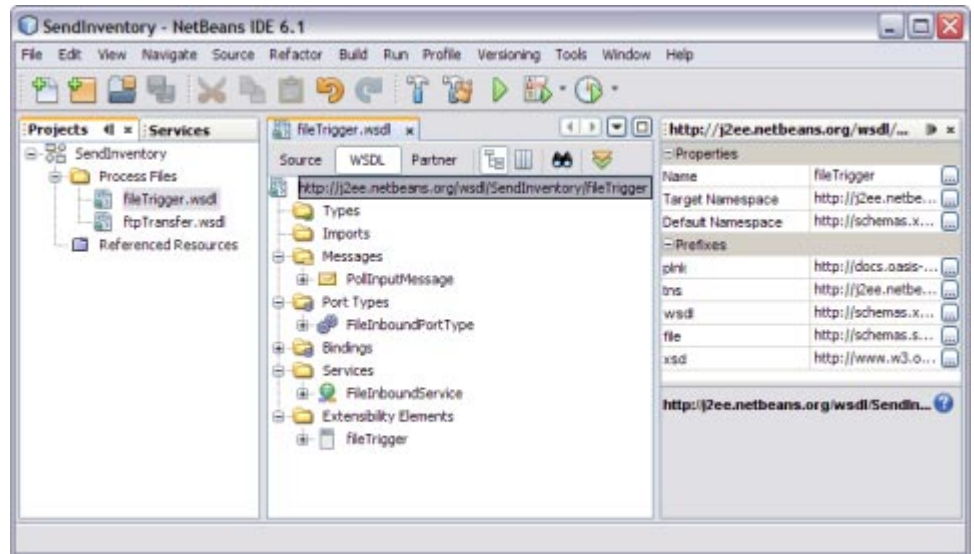 SendInventory - NetBeans IDE 6.1
File Edit View Navigate Source Refactor Build Run Profile Versioning Tools Window Help
Projects Services
SendInventory
Process Files
fileTrigger.wsdl
ftpTransfer.wsdl
Referenced Resources
fileTrigger.wsdl
Source WSDL Partner
http://j2ee.netbeans.org/wsdl/SendInventory/fileTrigger
Types
Imports
Messages
PollInputMessage
Port Types
FileInboundPortType
Bindings
Services
FileInboundService
Extensibility Elements
fileTrigger
http://j2ee.netbeans.org/wsdl/...
Properties
Name fileTrigger ...
Target Namespace http://j2ee.netbe... ...
Default Namespace http://schemas.x... ...
Prefixes
plnk http://docs.oasis-... ...
tns http://j2ee.netbe... ...
wsdl http://schemas.x... ...
file http://schemas.s... ...
xsd http://www.w3.o... ...
http://j2ee.netbeans.org/wsdl/SendIn...